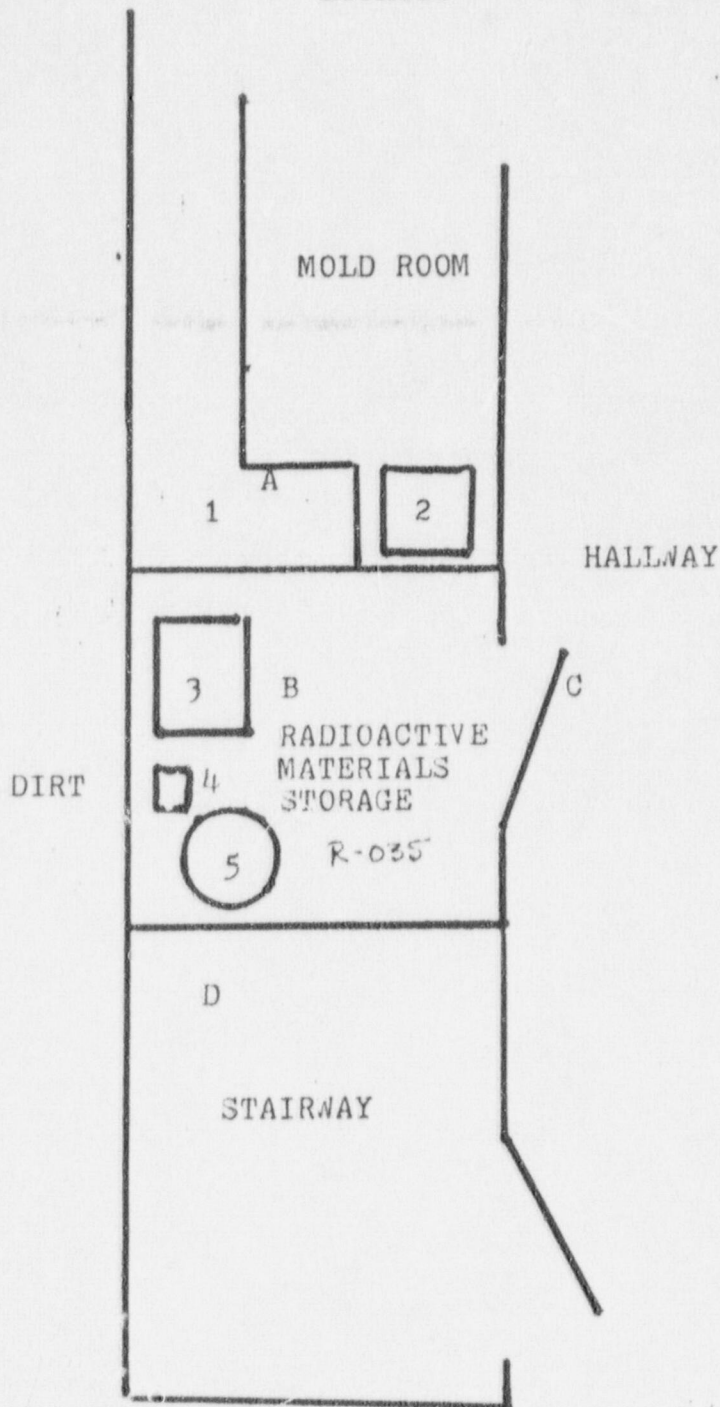 MOLD ROOM
A
1
2
HALLWAY
3
B
C
RADIOACTIVE
MATERIALS
STORAGE
DIRT
4
5
R-035
D
STAIRWAY